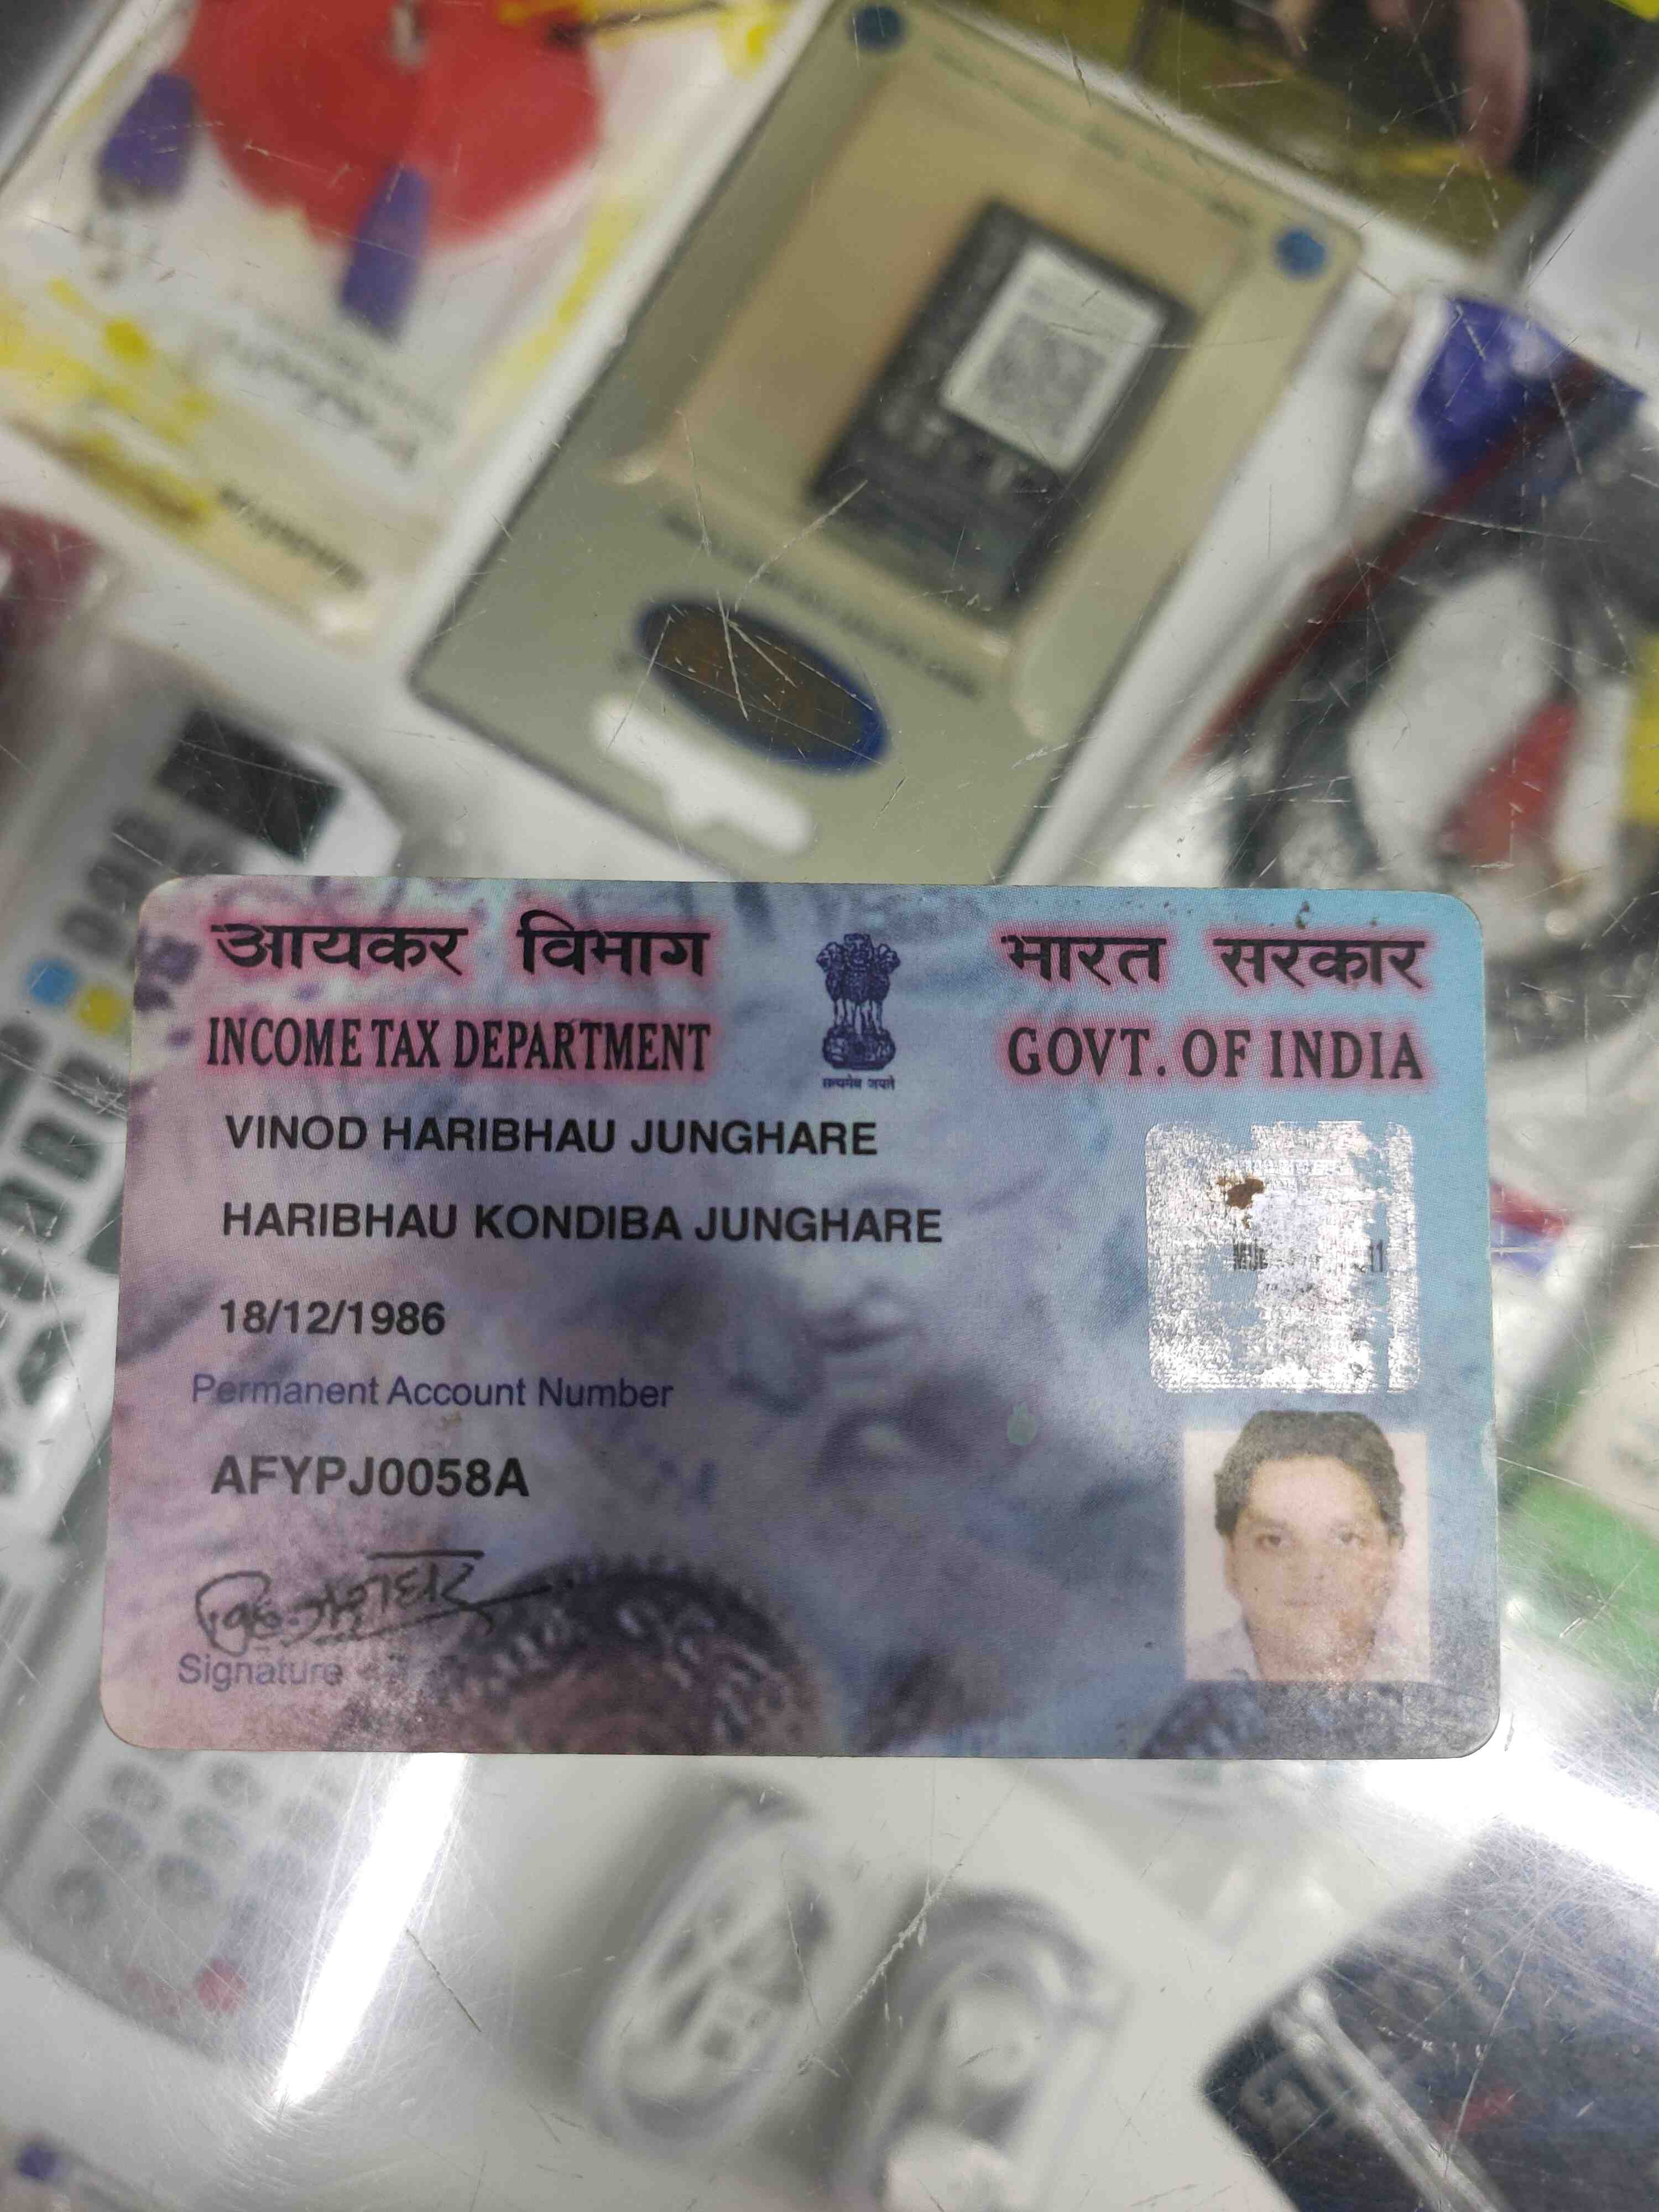 आयकर विभाग
भारत सरकार
INCOME TAX DEPARTMENT
GOVT. OF INDIA
सत्यमेव जयते
VINOD HARIBHAU JUNGHARE
HARIBHAU KONDIBA JUNGHARE
18/12/1986
Permanent Account Number
AFYPJ0058A
Signature